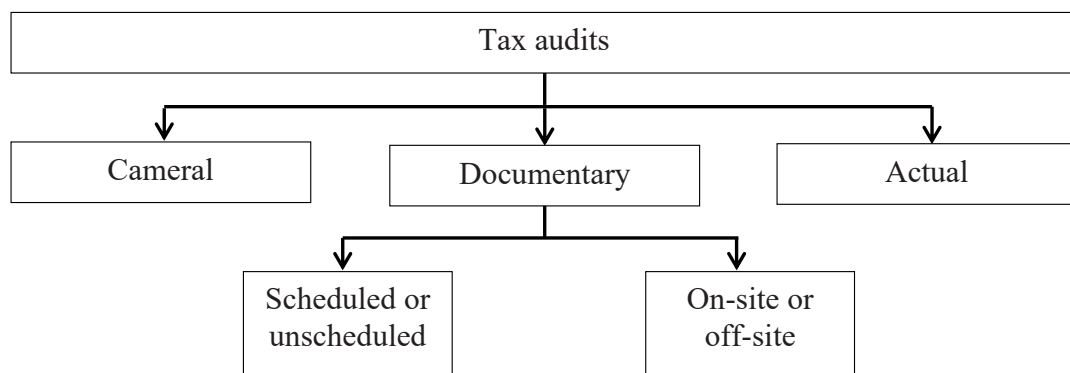 Tax audits
Cameral
Documentary
Actual
Scheduled or
unscheduled
On-site or
off-site